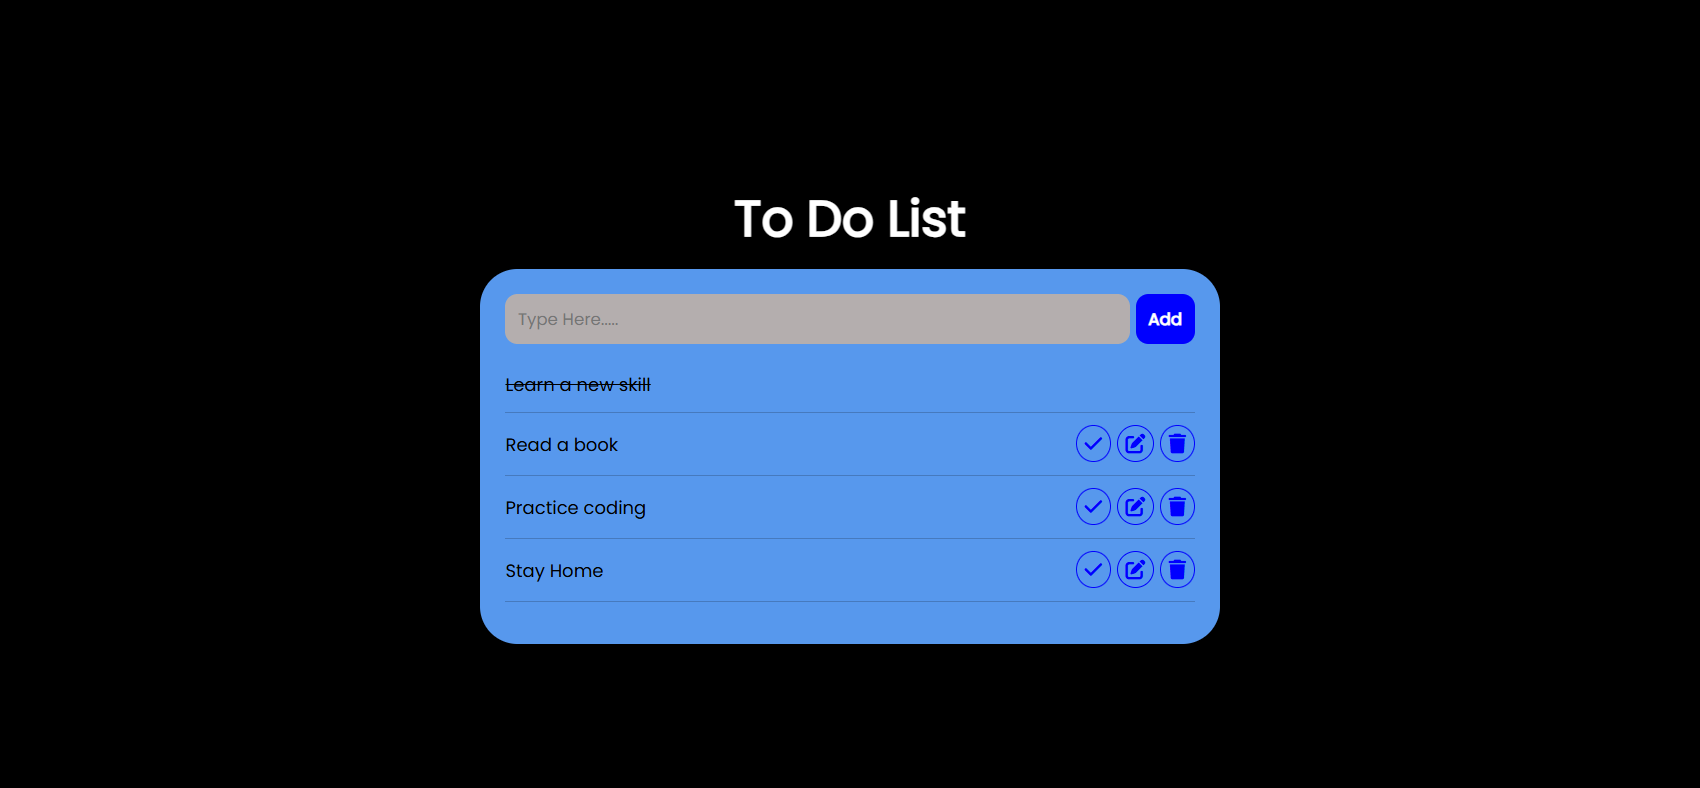 To Do List
Type Here.....
Add
Learn a new skill
Read a book
Practice coding
Stay Home